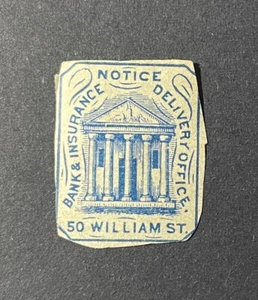 NOTICE
BANK & INSURANCE
DELIVERY OFFICE,
50 WILLIAM ST.